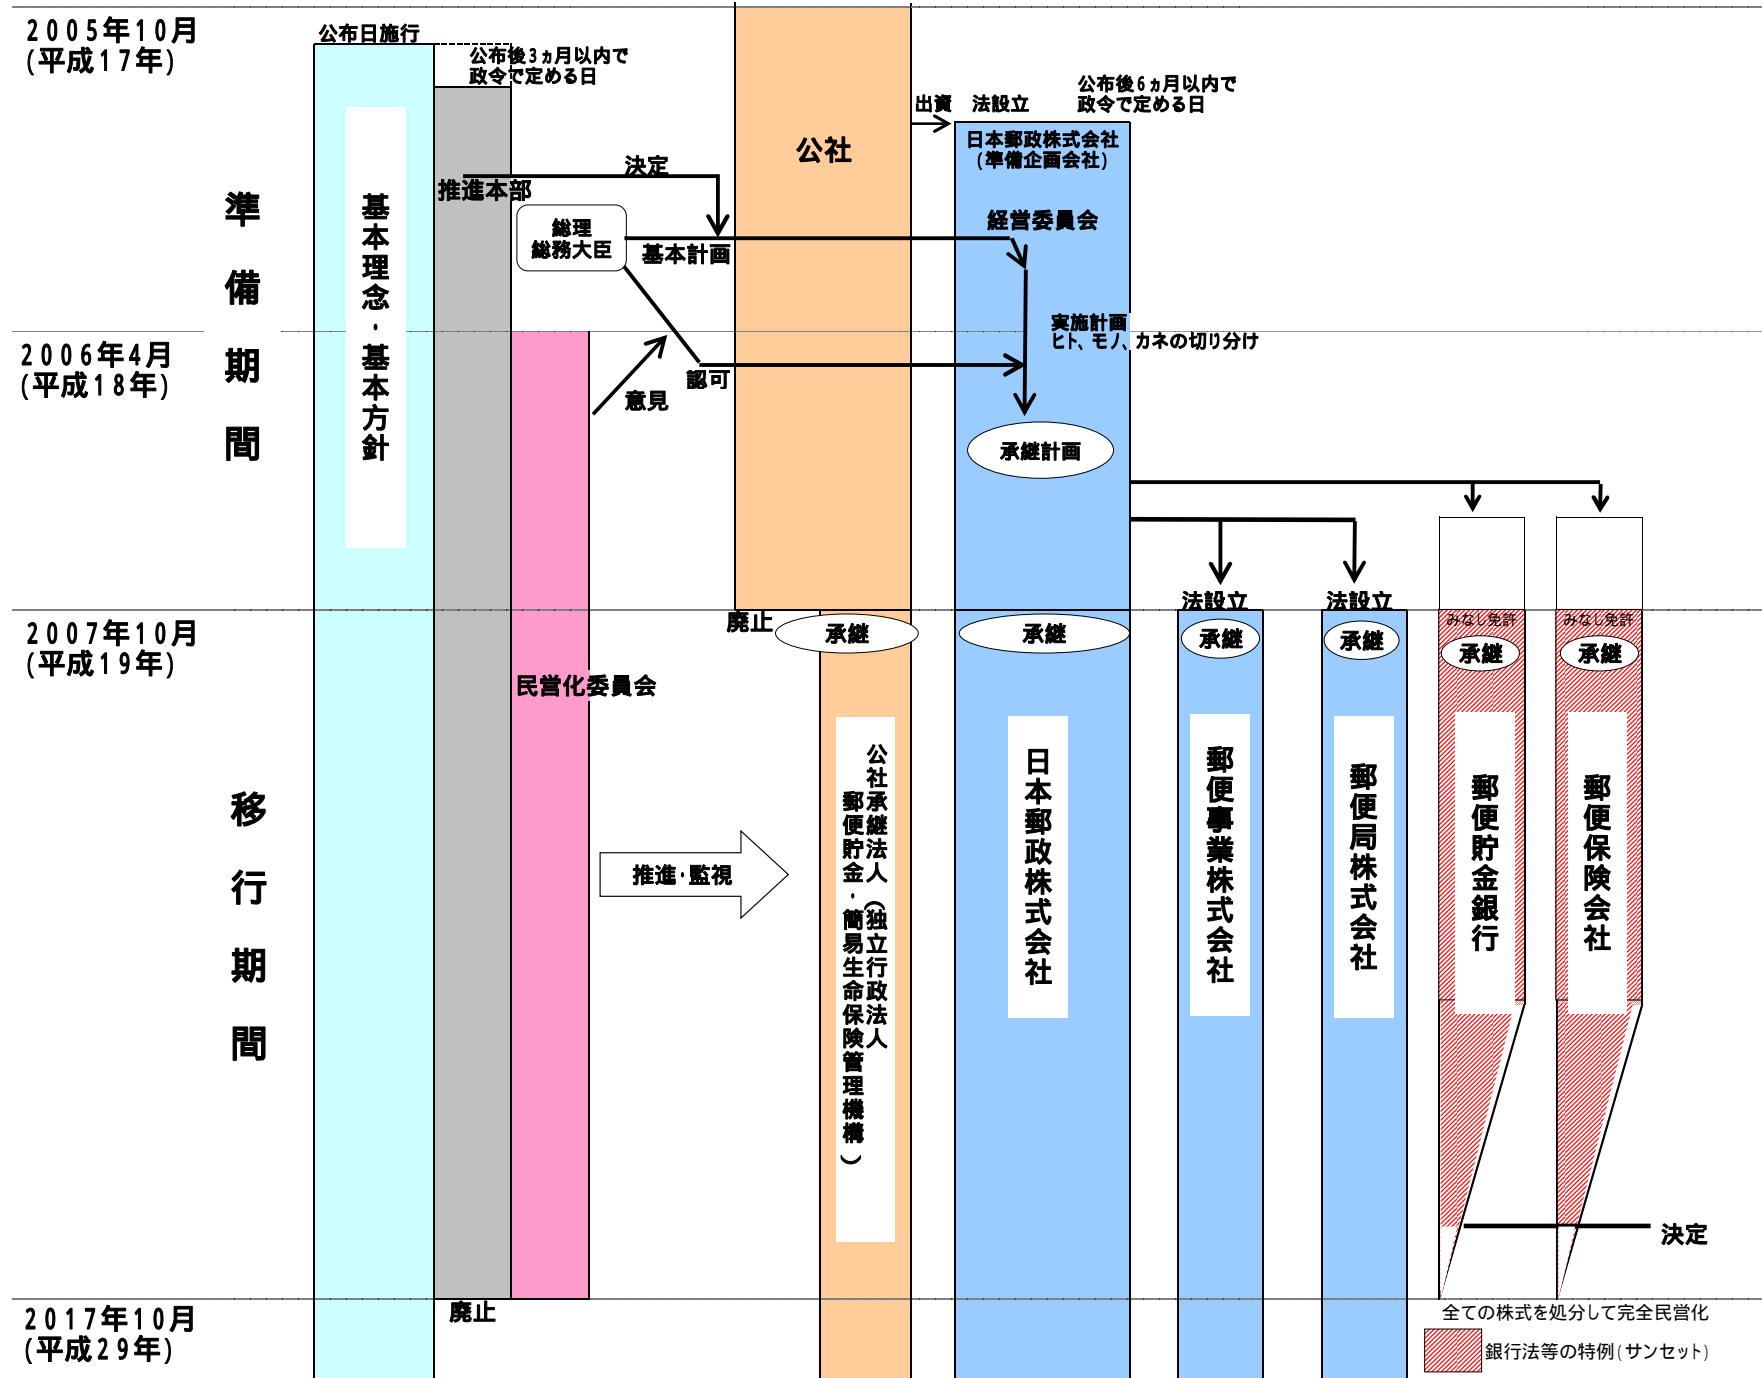 2005年10月
(平成17年)
公布日施行
公布後3ヵ月以内で
政令で定める日
公社
出資
法設立
公布後6ヵ月以内で
政令で定める日
日本郵政株式会社
(準備企画会社)
準備期間
基本理念・基本方針
推進本部
決定
総理
総務大臣
基本計画
経営委員会
実施計画
ヒト、モノ、カネの切り分け
2006年4月
(平成18年)
認可
意見
承継計画
法設立
法設立
2007年10月
(平成19年)
廃止
承継
承継
承継
承継
みなし免許
承継
みなし免許
承継
民営化委員会
移行期間
推進・監視
公社承継法人(独立行政法人
郵便貯金・簡易生命保険管理機構)
日本郵政株式会社
郵便事業株式会社
郵便局株式会社
郵便貯金銀行
郵便保険会社
決定
2017年10月
(平成29年)
廃止
全ての株式を処分して完全民営化
銀行法等の特例(サンセット)